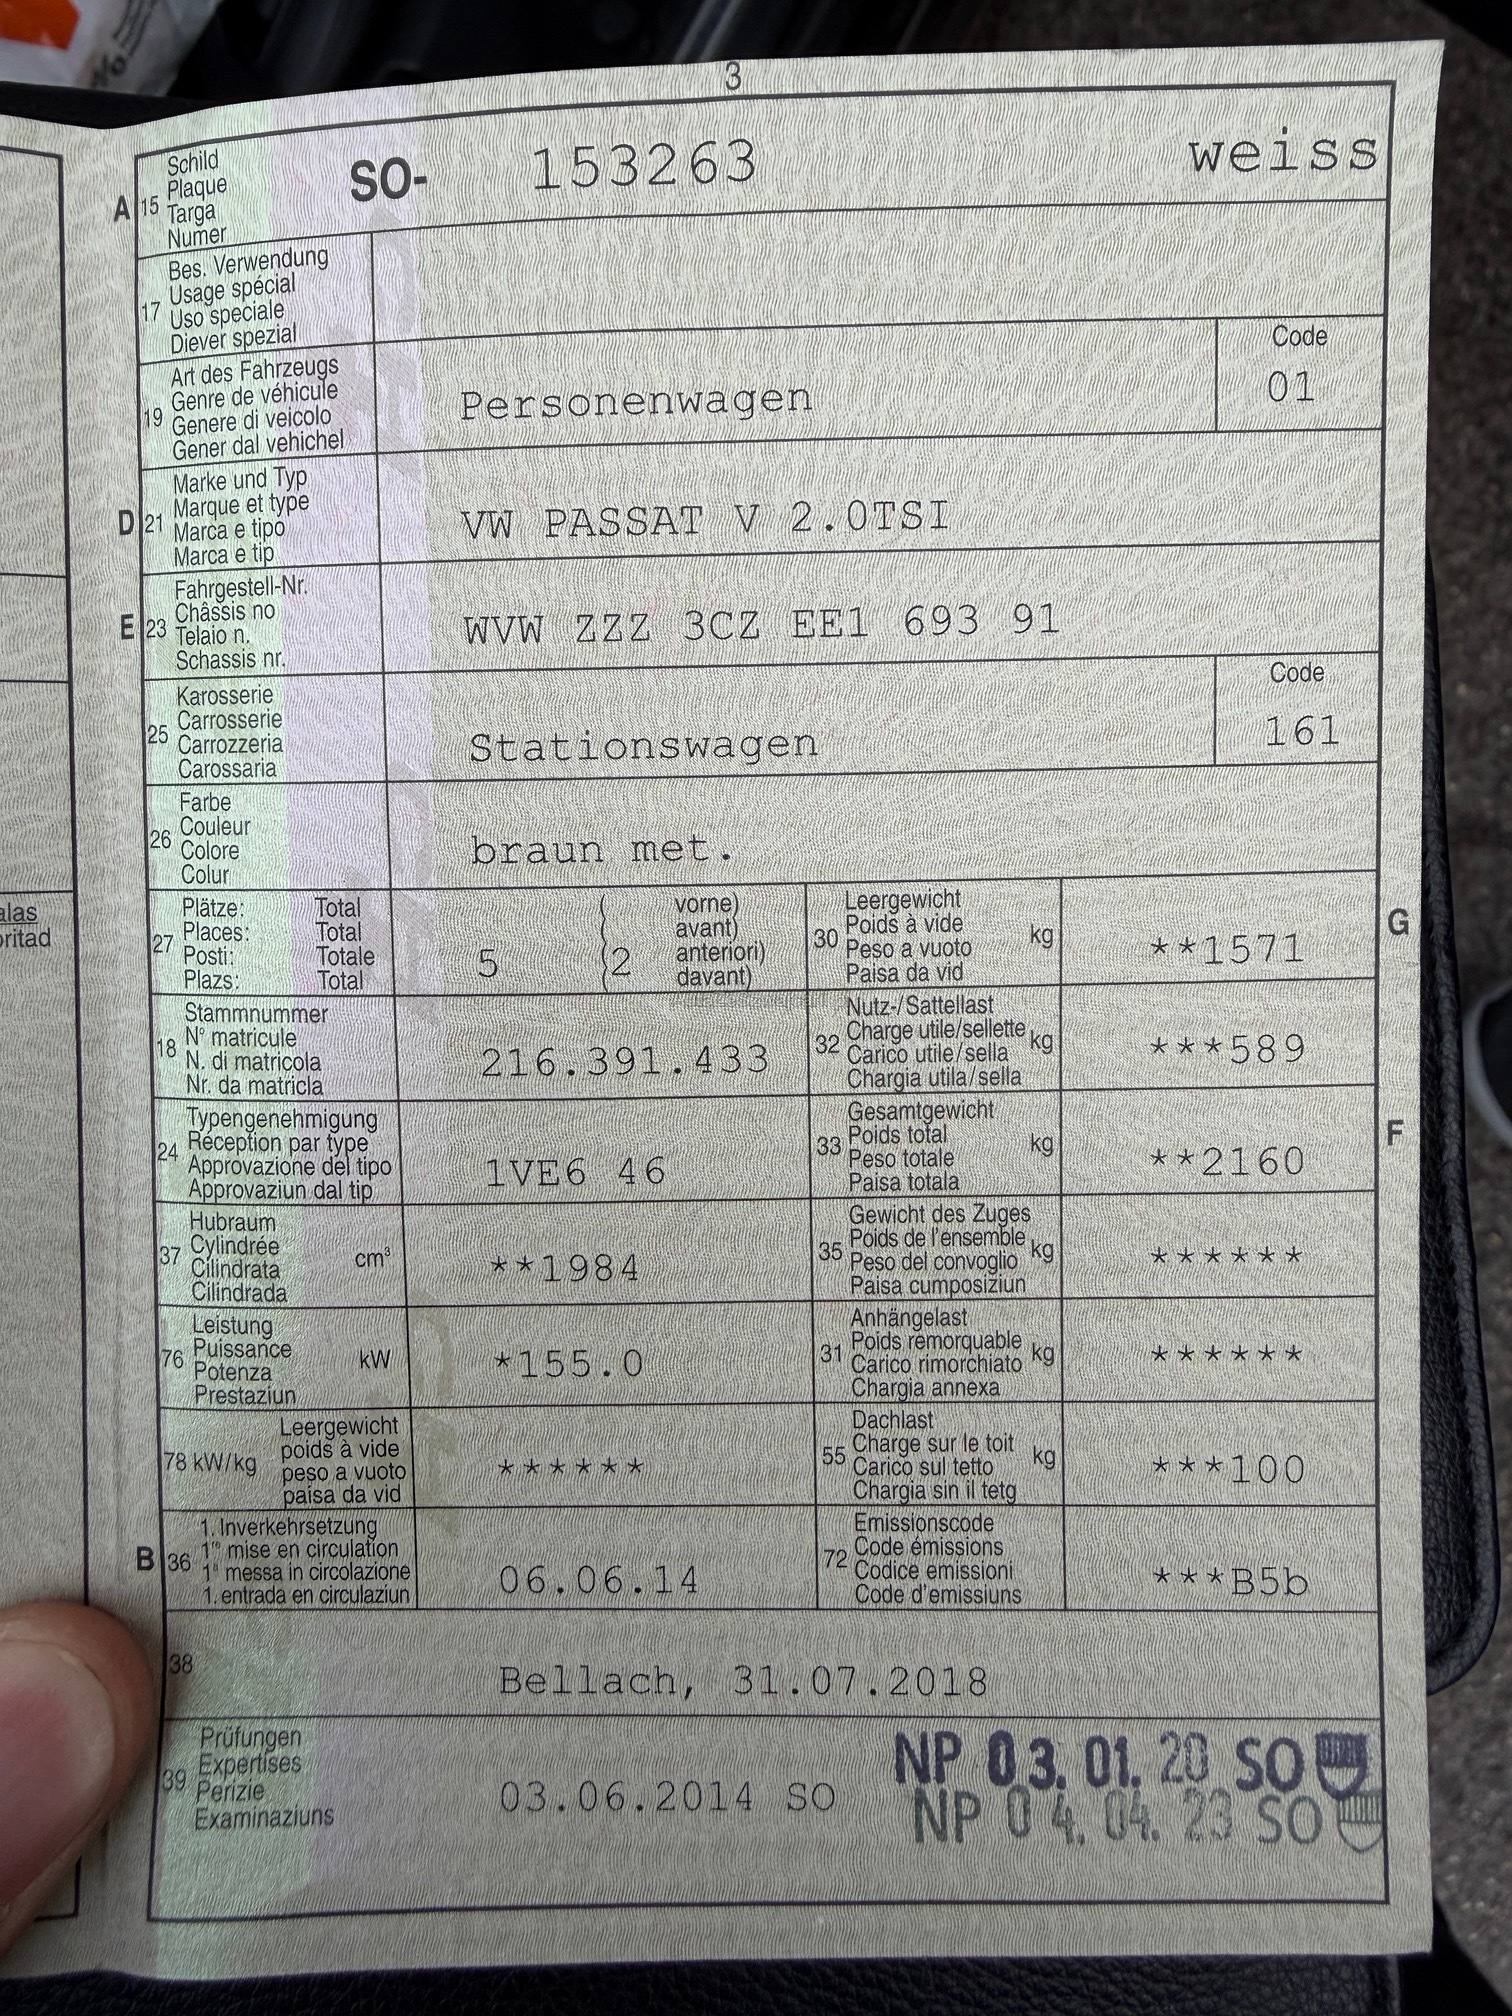 3
A 15 Schild
Plaque
Targa
Numer
SO- 153263 weiss
17 Bes. Verwendung
Usage spécial
Uso speciale
Diever spezial
19 Art des Fahrzeugs
Genre de véhicule
Genere di veicolo
Gener dal vehichel
Personenwagen
Code
01
D 21 Marke und Typ
Marque et type
Marca e tipo
Marca e tip
VW PASSAT V 2.0TSI
E 23 Fahrgestell-Nr.
Châssis no
Telaio n.
Schassis nr.
WVW ZZZ 3CZ EE1 693 91
25 Karosserie
Carrosserie
Carrozzeria
Carossaria
Stationswagen
Code
161
26 Farbe
Couleur
Colore
Colur
braun met.
27 Plätze: Total
Places: Total
Posti: Totale
Plazs: Total
5 (2 vorne)
avant)
anteriori)
davant)
G 30 Leergewicht
Poids à vide
Peso a vuoto
Paisa da vid
kg **1571
18 Stammnummer
N° matricule
N. di matricola
Nr. da matricla
216.391.433
32 Nutz-/Sattellast
Charge utile/sellette
Carico utile/sella
Chargia utila/sella
kg ***589
24 Typengenehmigung
Réception par type
Approvazione del tipo
Approvaziun dal tip
1VE6 46
F 33 Gesamtgewicht
Poids total
Peso totale
Paisa totala
kg **2160
37 Hubraum
Cylindrée
Cilindrata
Cilindrada
cm³ **1984
35 Gewicht des Zuges
Poids de l'ensemble
Peso del convoglio
Paisa cumposiziun
kg ******
76 Leistung
Puissance
Potenza
Prestaziun
kW *155.0
31 Anhängelast
Poids remorquable
Carico rimorchiato
Chargia annexa
kg ******
78 kW/kg Leergewicht
poids à vide
peso a vuoto
paisa da vid
******
55 Dachlast
Charge sur le toit
Carico sul tetto
Chargia sin il tetg
kg ***100
B 36 1. Inverkehrsetzung
1re mise en circulation
1a messa in circolazione
1. entrada en circulaziun
06.06.14
72 Emissionscode
Code émissions
Codice emissioni
Code d'emissiuns
***B5b
38 Bellach, 31.07.2018
39 Prüfungen
Expertises
Perizie
Examinaziuns
03.06.2014 SO
NP 03. 01. 20 SO
NP 04. 04. 23 SO
alas
oritad